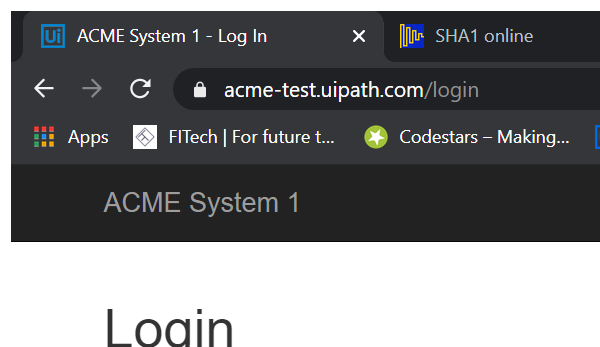 Ui ACME System 1 - Log In SHA1 online
acme-test.uipath.com/login
Apps FITech | For future t... Codestars – Making...
ACME System 1
Login